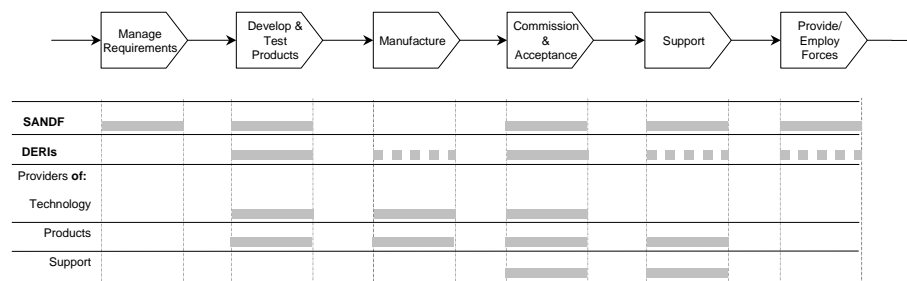 Manage
Requirements
Develop &
Test
Products
Manufacture
Commission
&
Acceptance
Support
Provide/
Employ
Forces
SANDF
DERIs
Providers of:
Technology
Products
Support